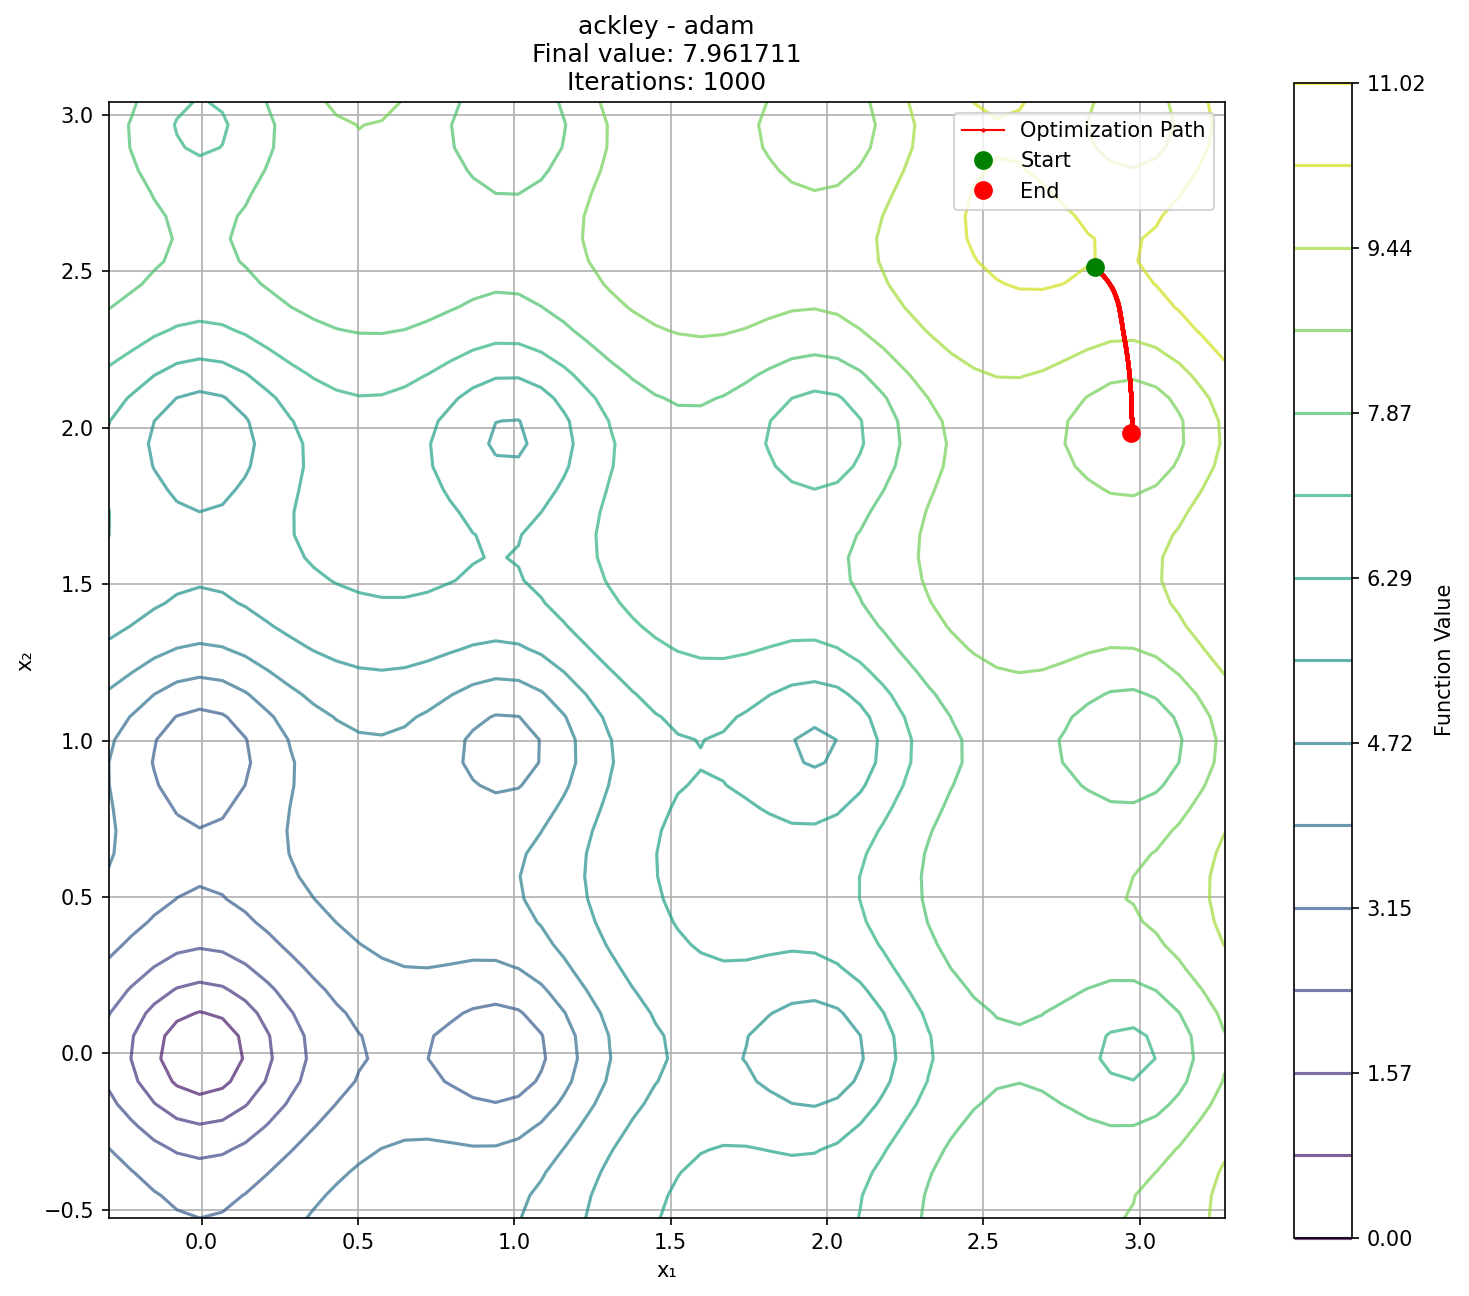 ackley - adam
Final value: 7.961711
Iterations: 1000
Optimization Path
Start
End
3.0
2.5
2.0
1.5
1.0
0.5
0.0
−0.5
x₂
0.0
0.5
1.0
1.5
2.0
2.5
3.0
x₁
11.02
9.44
7.87
6.29
4.72
3.15
1.57
0.00
Function Value